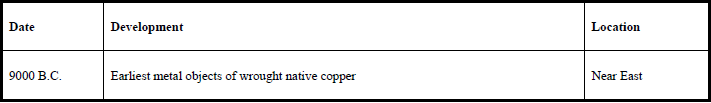 Date Development Location
9000 B.C. Earliest metal objects of wrought native copper Near East